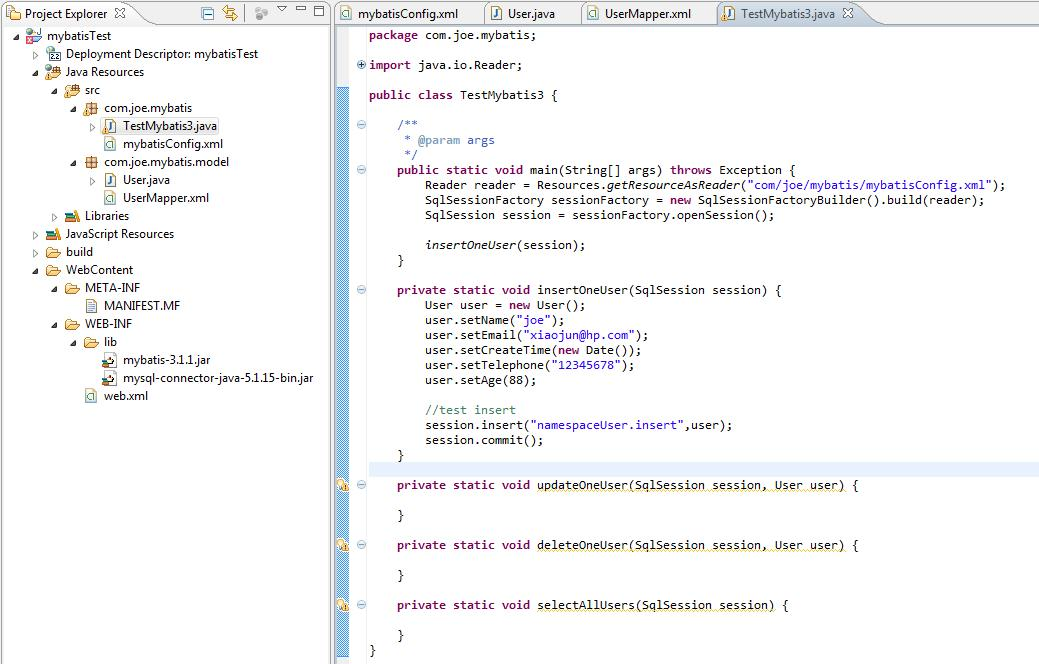 Project Explorer
mybatisTest
Deployment Descriptor: mybatisTest
Java Resources
src
com.joe.mybatis
TestMybatis3.java
mybatisConfig.xml
com.joe.mybatis.model
User.java
UserMapper.xml
Libraries
JavaScript Resources
build
WebContent
META-INF
MANIFEST.MF
WEB-INF
lib
mybatis-3.1.1.jar
mysql-connector-java-5.1.15-bin.jar
web.xml
mybatisConfig.xml User.java UserMapper.xml TestMybatis3.java
package com.joe.mybatis;
import java.io.Reader;
public class TestMybatis3 {
/**
* @param args
*/
public static void main(String[] args) throws Exception {
Reader reader = Resources.getResourceAsReader("com/joe/mybatis/mybatisConfig.xml");
SqlSessionFactory sessionFactory = new SqlSessionFactoryBuilder().build(reader);
SqlSession session = sessionFactory.openSession();
insertOneUser(session);
}
private static void insertOneUser(SqlSession session) {
User user = new User();
user.setName("joe");
user.setEmail("xiaojun@hp.com");
user.setCreateTime(new Date());
user.setTelephone("12345678");
user.setAge(88);
//test insert
session.insert("namespaceUser.insert",user);
session.commit();
}
private static void updateOneUser(SqlSession session, User user) {
}
private static void deleteOneUser(SqlSession session, User user) {
}
private static void selectAllUsers(SqlSession session) {
}
}